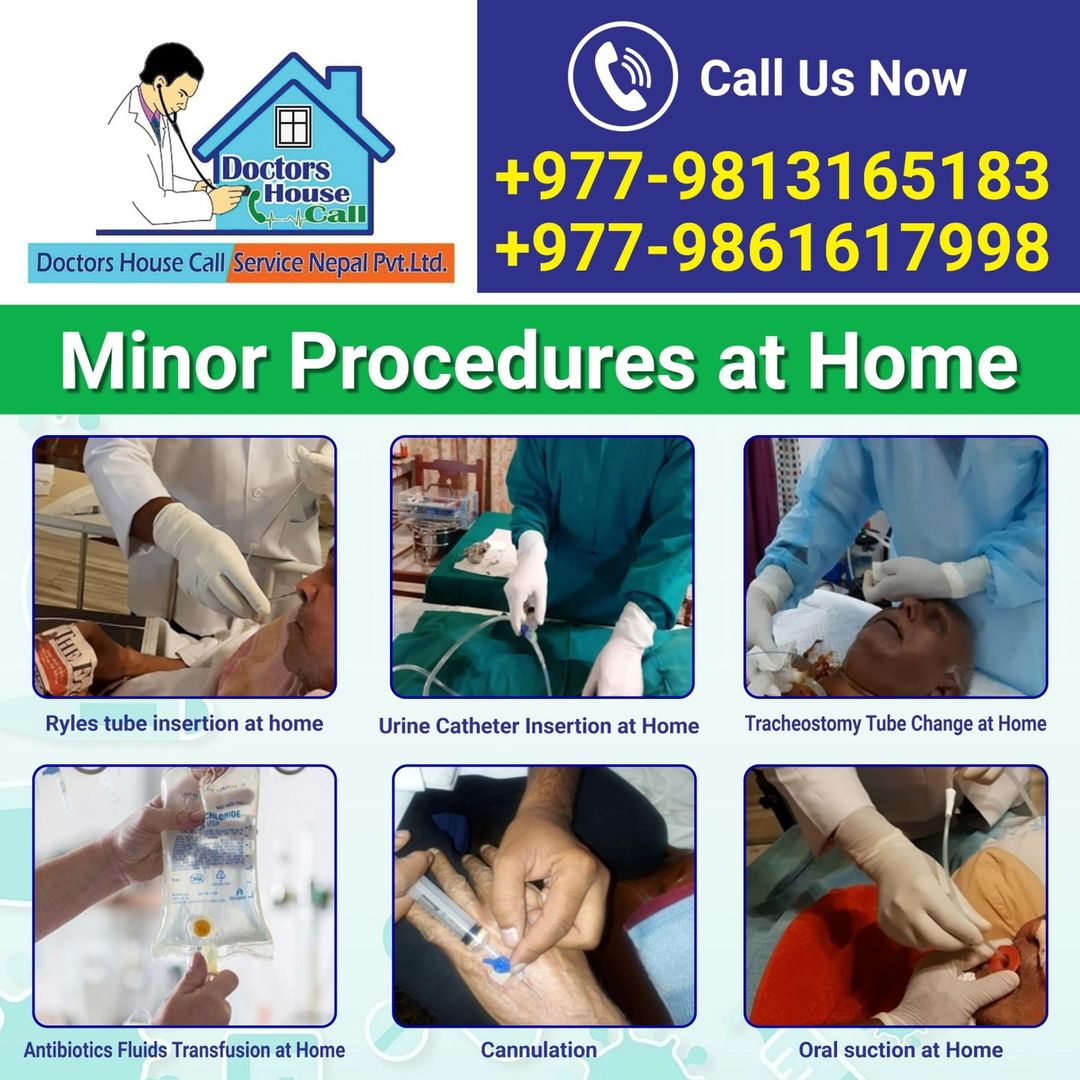 Doctors
House
Call
Doctors House Call Service Nepal Pvt.Ltd.
Call Us Now
+977-9813165183
+977-9861617998
Minor Procedures at Home
Ryles tube insertion at home
Urine Catheter Insertion at Home
Tracheostomy Tube Change at Home
CHLORIDE
USP
Antibiotics Fluids Transfusion at Home
Cannulation
Oral suction at Home